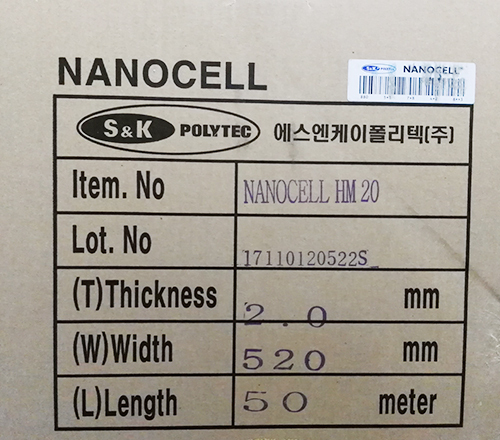 NANOCELL
NANOCELL
S&K POLYTEC 에스엔케이폴리텍(주)
Item. No NANOCELL HM 20
Lot. No 17110120522S_
(T)Thickness 2.0 mm
(W)Width 520 mm
(L)Length 50 meter